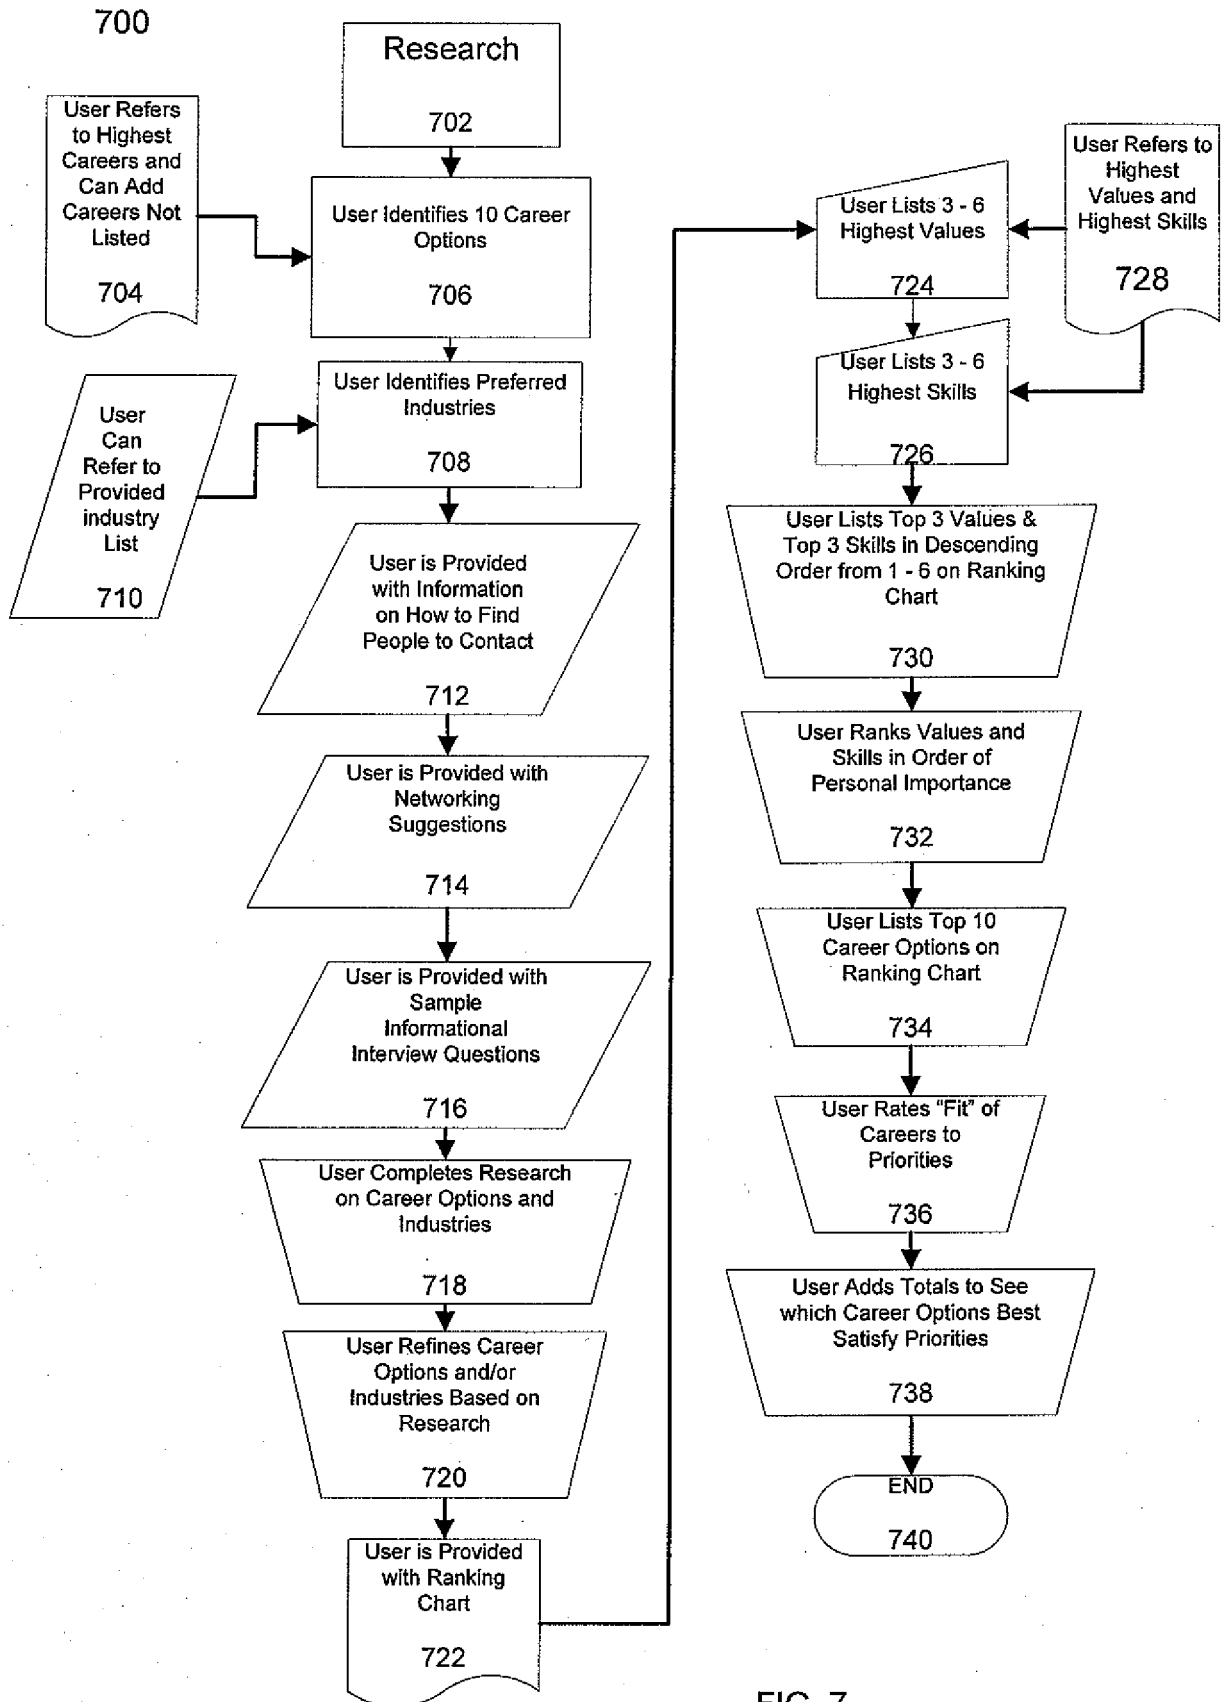 700
Research
702
User Refers
to Highest
Careers and
Can Add
Careers Not
Listed
704
User Identifies 10 Career
Options
706
User Identifies Preferred
Industries
708
User
Can
Refer to
Provided
industry
List
710
User is Provided
with Information
on How to Find
People to Contact
712
User is Provided with
Networking
Suggestions
714
User is Provided with
Sample
Informational
Interview Questions
716
User Completes Research
on Career Options and
Industries
718
User Refines Career
Options and/or
Industries Based on
Research
720
User is Provided
with Ranking
Chart
722
User Lists 3 - 6
Highest Values
724
User Refers to
Highest
Values and
Highest Skills
728
User Lists 3 - 6
Highest Skills
726
User Lists Top 3 Values &
Top 3 Skills in Descending
Order from 1 - 6 on Ranking
Chart
730
User Ranks Values and
Skills in Order of
Personal Importance
732
User Lists Top 10
Career Options on
Ranking Chart
734
User Rates "Fit" of
Careers to
Priorities
736
User Adds Totals to See
which Career Options Best
Satisfy Priorities
738
END
740
FIG. 7